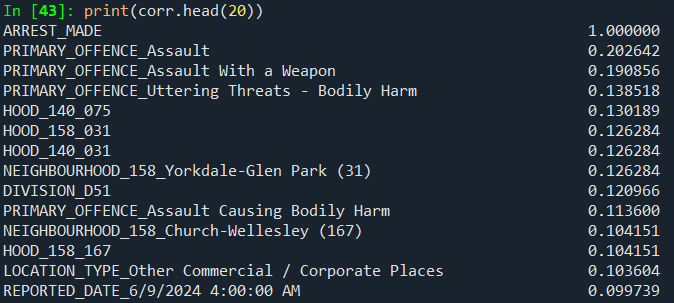 In [43]: print(corr.head(20))
ARREST_MADE 1.000000
PRIMARY_OFFENCE_Assault 0.202642
PRIMARY_OFFENCE_Assault With a Weapon 0.190856
PRIMARY_OFFENCE_Uttering Threats - Bodily Harm 0.138518
HOOD_140_075 0.130189
HOOD_158_031 0.126284
HOOD_140_031 0.126284
NEIGHBOURHOOD_158_Yorkdale-Glen Park (31) 0.126284
DIVISION_D51 0.120966
PRIMARY_OFFENCE_Assault Causing Bodily Harm 0.113600
NEIGHBOURHOOD_158_Church-Wellesley (167) 0.104151
HOOD_158_167 0.104151
LOCATION_TYPE_Other Commercial / Corporate Places 0.103604
REPORTED_DATE_6/9/2024 4:00:00 AM 0.099739